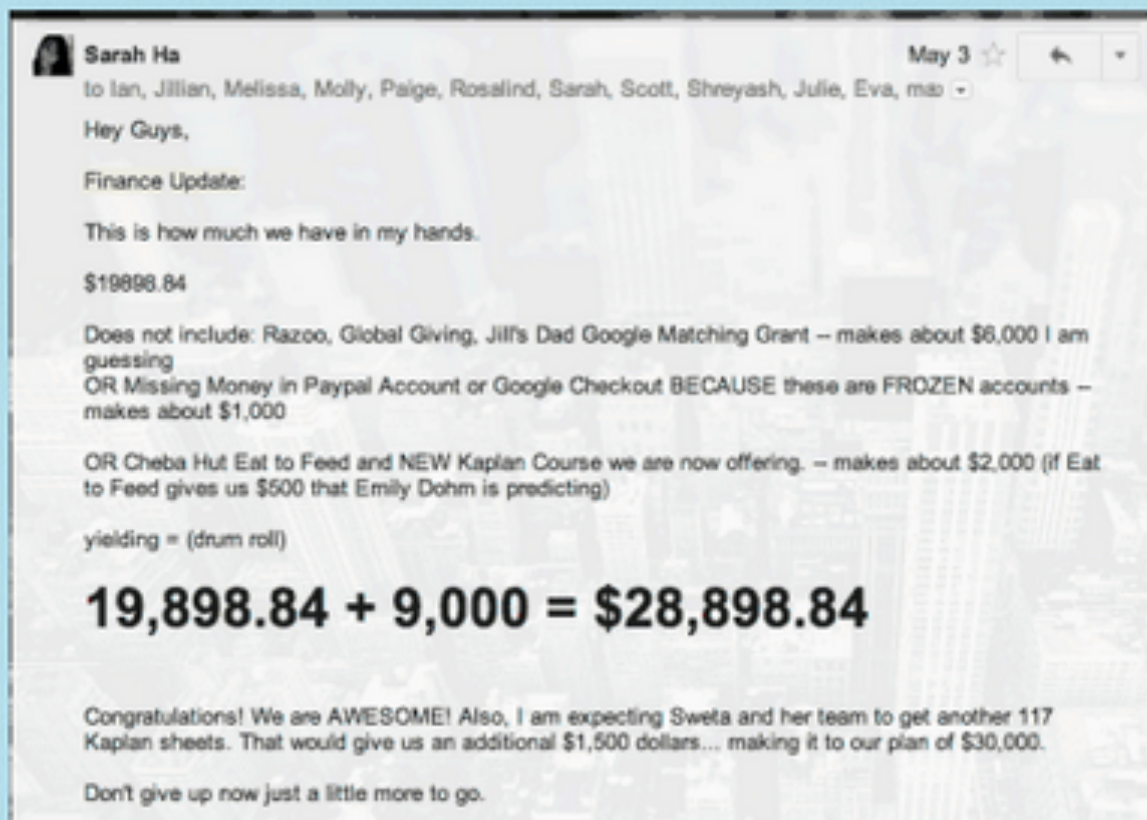 Sarah Ha
May 3
to Ian, Jillian, Melissa, Molly, Paige, Rosalind, Sarah, Scott, Shreyash, Julie, Eva, mao
Hey Guys,
Finance Update:
This is how much we have in my hands.
$19898.84
Does not include: Razoo, Global Giving, Jill's Dad Google Matching Grant -- makes about $6,000 I am
guessing
OR Missing Money in Paypal Account or Google Checkout BECAUSE these are FROZEN accounts --
makes about $1,000
OR Cheba Hut Eat to Feed and NEW Kaplan Course we are now offering. -- makes about $2,000 (if Eat
to Feed gives us $500 that Emily Dohm is predicting)
yielding = (drum roll)
19,898.84 + 9,000 = $28,898.84
Congratulations! We are AWESOME! Also, I am expecting Sweta and her team to get another 117
Kaplan sheets. That would give us an additional $1,500 dollars... making it to our plan of $30,000.
Don't give up now just a little more to go.